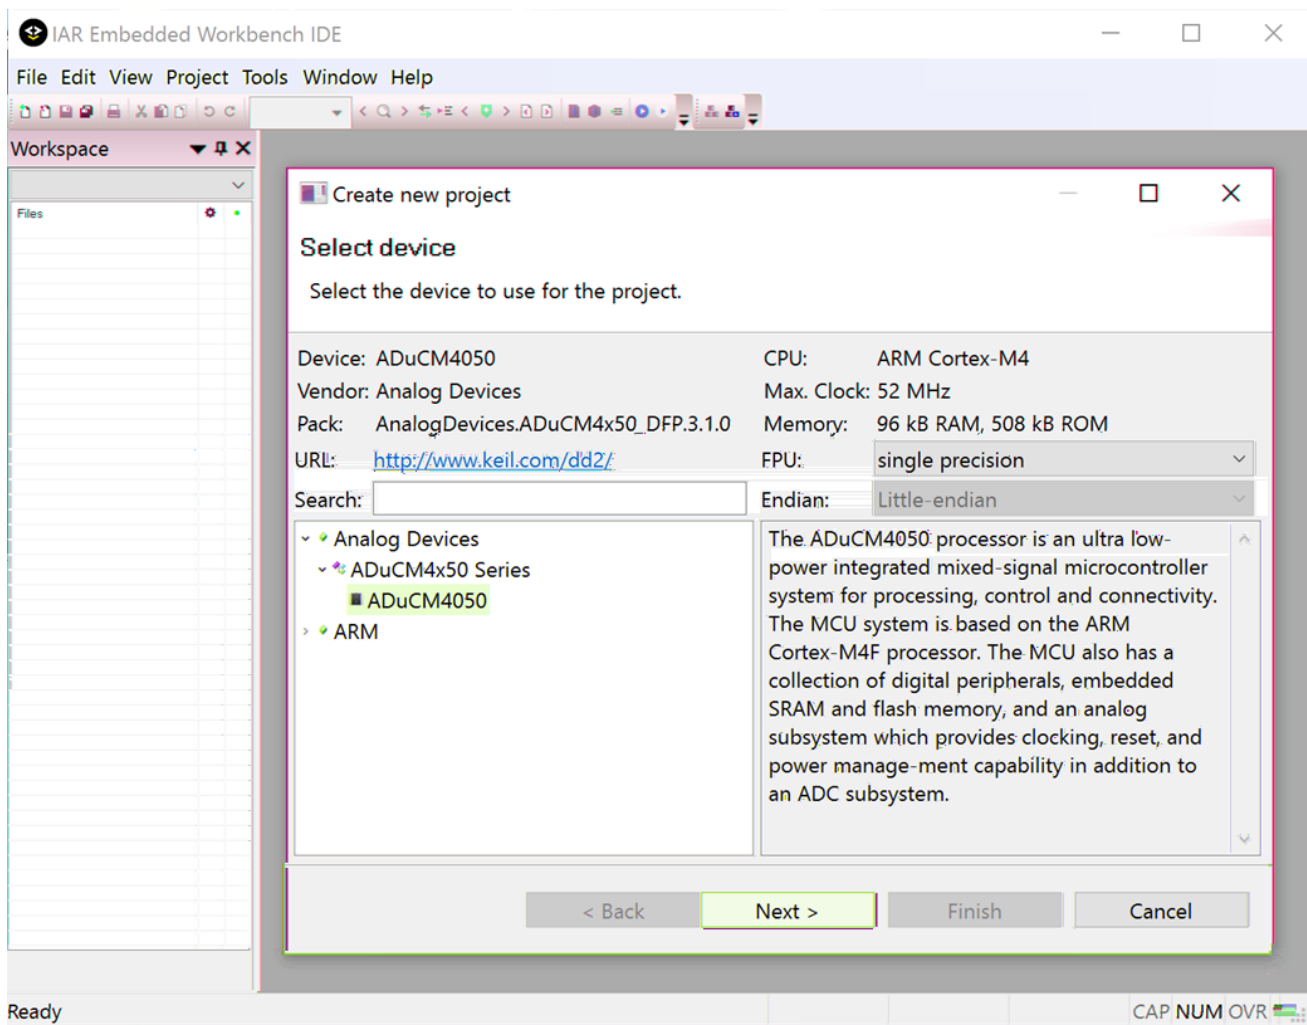 IAR Embedded Workbench IDE
File Edit View Project Tools Window Help
Workspace
Files
Create new project
Select device
Select the device to use for the project.
Device: ADuCM4050
CPU: ARM Cortex-M4
Vendor: Analog Devices
Max. Clock: 52 MHz
Pack: AnalogDevices.ADuCM4x50_DFP.3.1.0
Memory: 96 kB RAM, 508 kB ROM
URL: http://www.keil.com/dd2/
FPU: single precision
Search:
Endian: Little-endian
Analog Devices
ADuCM4x50 Series
ADuCM4050
ARM
The ADuCM4050 processor is an ultra low-
power integrated mixed-signal microcontroller
system for processing, control and connectivity.
The MCU system is based on the ARM
Cortex-M4F processor. The MCU also has a
collection of digital peripherals, embedded
SRAM and flash memory, and an analog
subsystem which provides clocking, reset, and
power manage-ment capability in addition to
an ADC subsystem.
< Back
Next >
Finish
Cancel
Ready
CAP NUM OVR